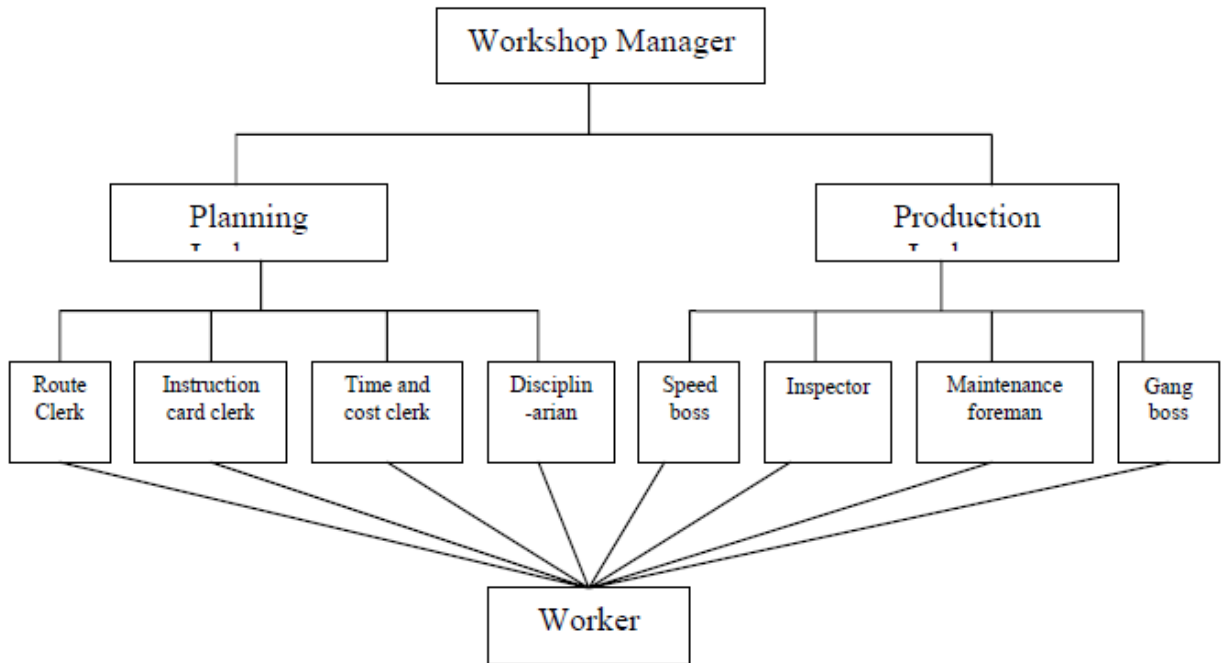 Workshop Manager
Planning
Production
Route
Clerk
Instruction
card clerk
Time and
cost clerk
Disciplin
-arian
Speed
boss
Inspector
Maintenance
foreman
Gang
boss
Worker